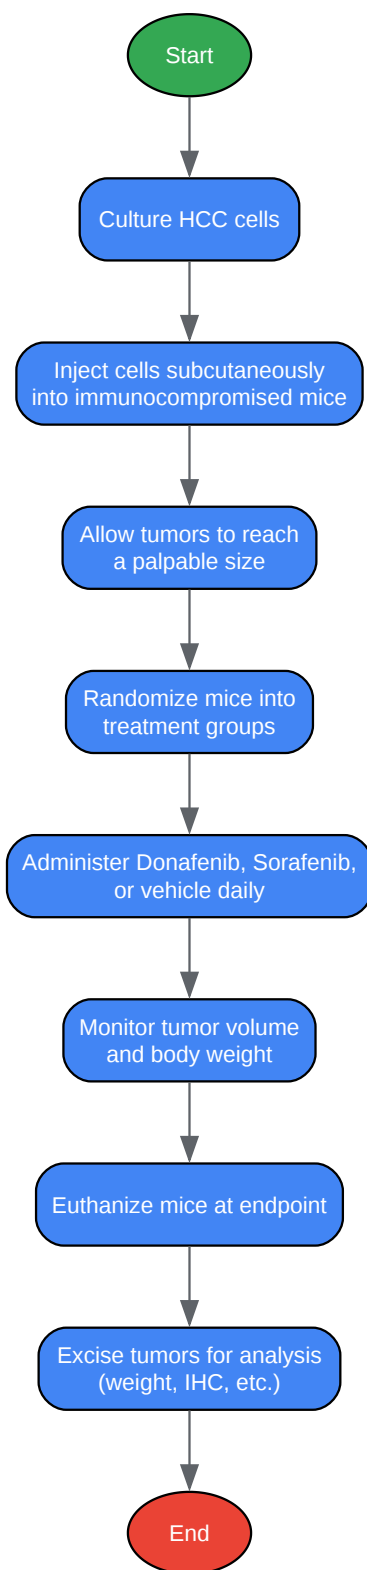 Start
Culture HCC cells
Inject cells subcutaneously
into immunocompromised mice
Allow tumors to reach
a palpable size
Randomize mice into
treatment groups
Administer Donafenib, Sorafenib,
or vehicle daily
Monitor tumor volume
and body weight
Euthanize mice at endpoint
Excise tumors for analysis
(weight, IHC, etc.)
End